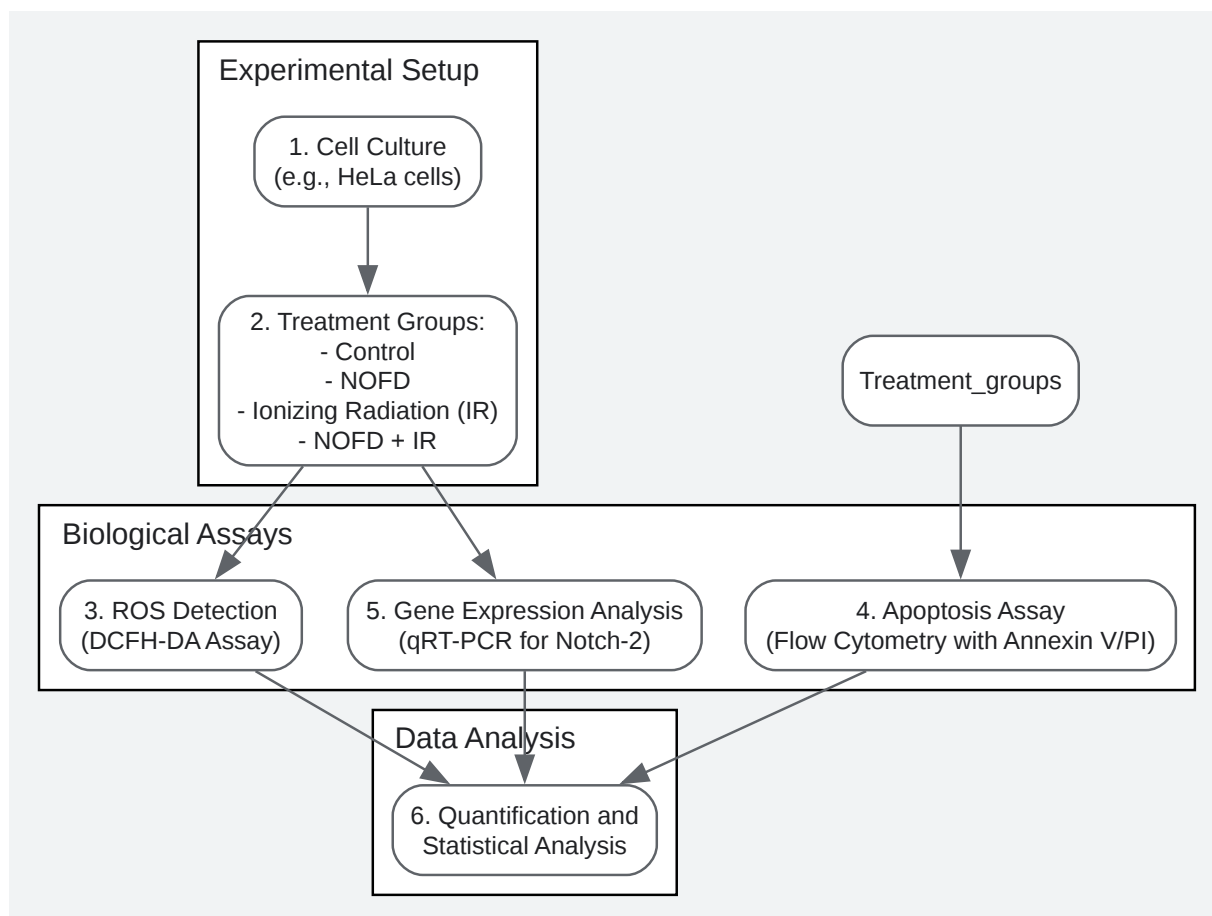 Experimental Setup
1. Cell Culture
(e.g., HeLa cells)
2. Treatment Groups:
- Control
- NOFD
- Ionizing Radiation (IR)
- NOFD + IR
Treatment_groups
Biological Assays
3. ROS Detection
(DCFH-DA Assay)
5. Gene Expression Analysis
(qRT-PCR for Notch-2)
4. Apoptosis Assay
(Flow Cytometry with Annexin V/PI)
Data Analysis
6. Quantification and
Statistical Analysis